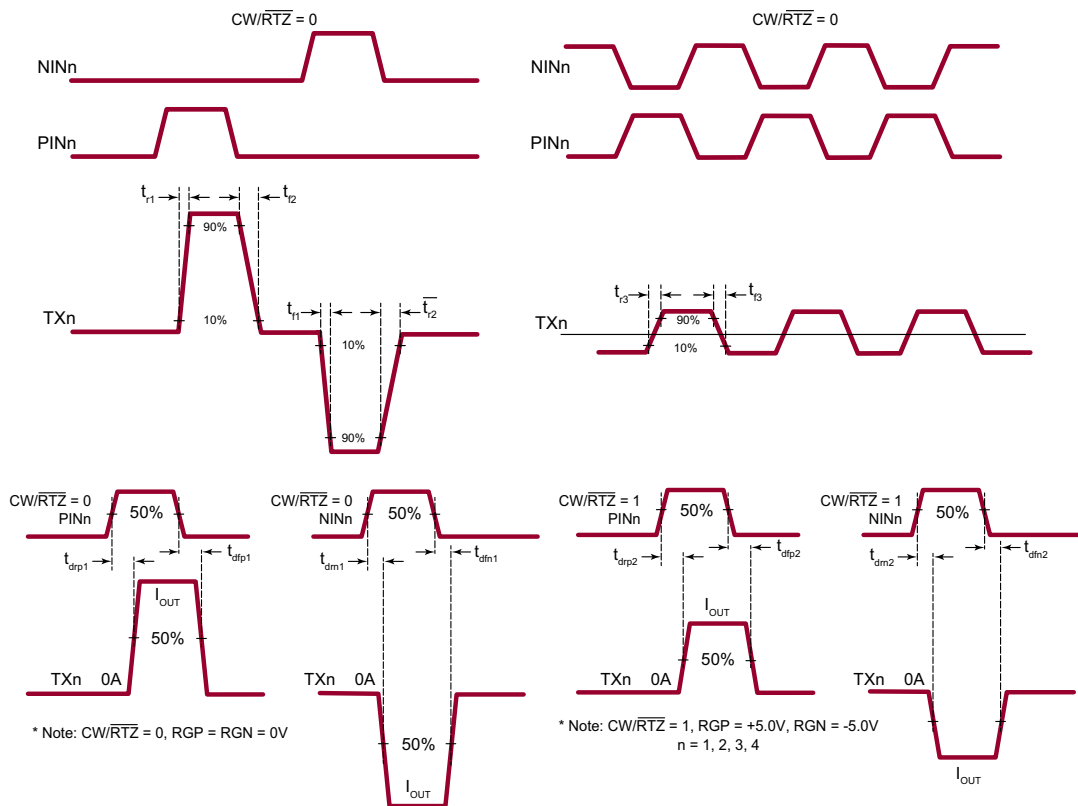 CW/RTZ = 0
NINn
PINn
tr1
tf2
90%
10%
TXn
tf1
tr2
10%
90%
CW/RTZ = 0
NINn
PINn
tr3
tf3
TXn
90%
10%
CW/RTZ = 0
PINn
50%
tdrp1
tdfp1
IOUT
50%
TXn 0A
CW/RTZ = 0
NINn
50%
tdrn1
tdfn1
TXn 0A
50%
IOUT
* Note: CW/RTZ = 0, RGP = RGN = 0V
CW/RTZ = 1
PINn
50%
tdrp2
tdfp2
IOUT
50%
TXn 0A
CW/RTZ = 1
NINn
50%
tdrn2
tdfn2
TXn 0A
IOUT
* Note: CW/RTZ = 1, RGP = +5.0V, RGN = -5.0V
n = 1, 2, 3, 4